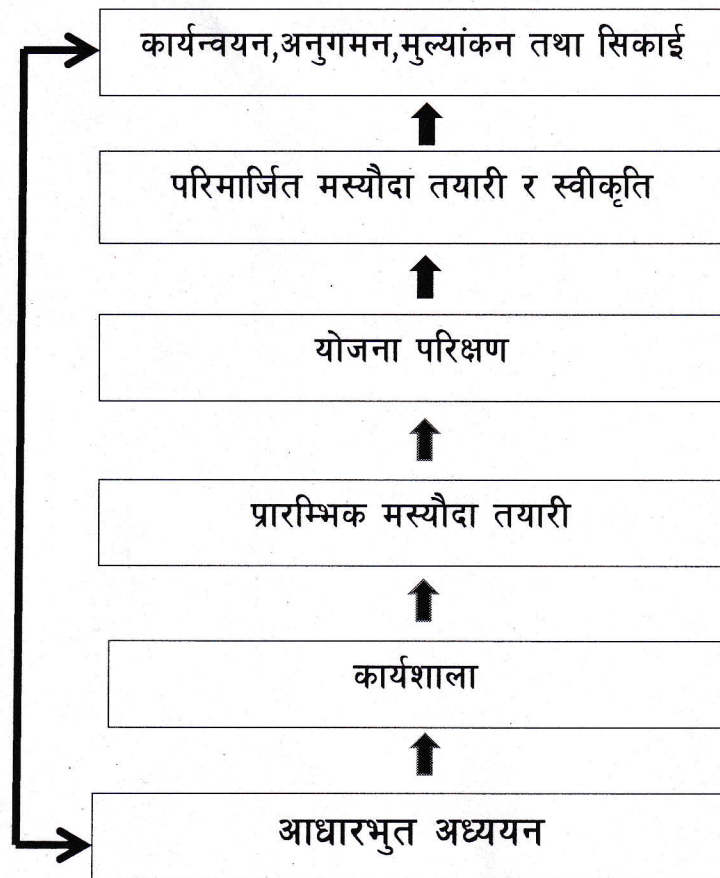 कार्यन्वयन,अनुगमन,मुल्यांकन तथा सिकाई
परिमार्जित मस्यौदा तयारी र स्वीकृति
योजना परिक्षण
प्रारम्भिक मस्यौदा तयारी
कार्यशाला
आधारभुत अध्ययन